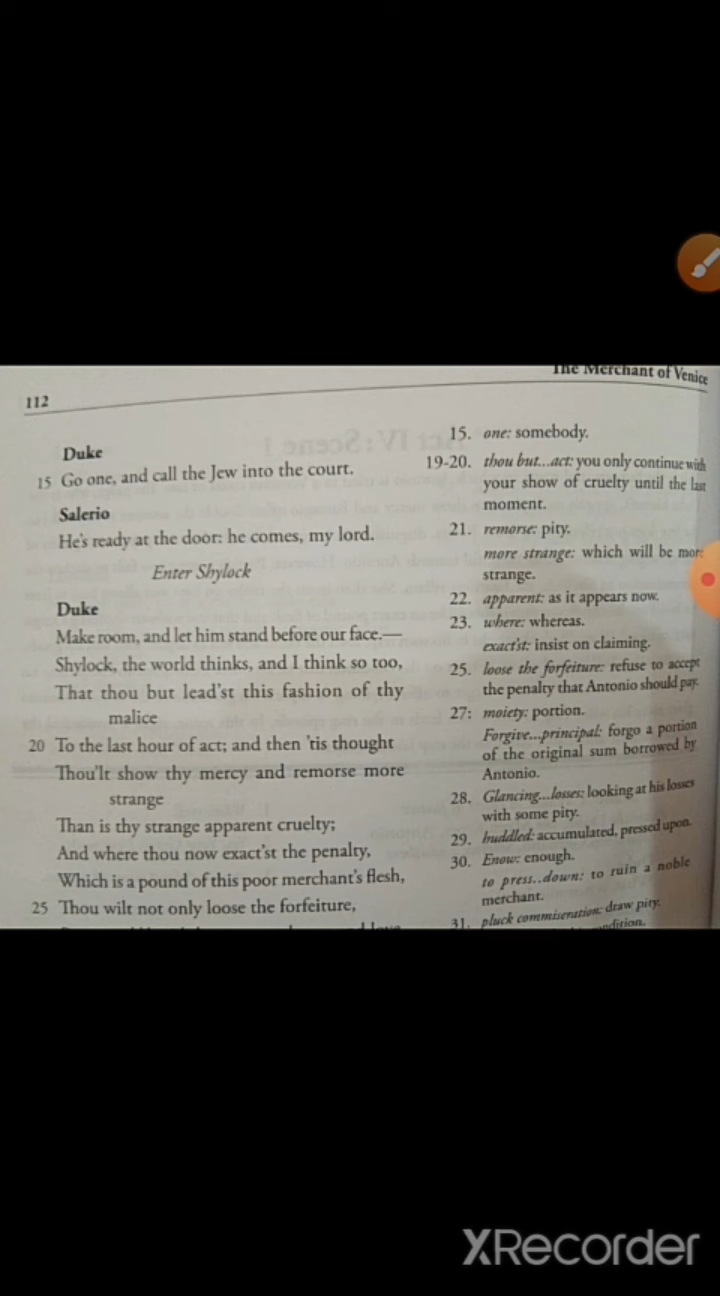 The Merchant of Venice
112
Duke
15 Go one, and call the Jew into the court.
Salerio
He's ready at the door: he comes, my lord.
Enter Shylock
Duke
Make room, and let him stand before our face.—
Shylock, the world thinks, and I think so too,
That thou but lead'st this fashion of thy
malice
20 To the last hour of act; and then 'tis thought
Thou'lt show thy mercy and remorse more
strange
Than is thy strange apparent cruelty;
And where thou now exact'st the penalty,
Which is a pound of this poor merchant's flesh,
25 Thou wilt not only loose the forfeiture,
15. one: somebody.
19-20. thou but...act: you only continue with
your show of cruelty until the last
moment.
21. remorse: pity.
more strange: which will be more
strange.
22. apparent: as it appears now.
23. where: whereas.
exact'st: insist on claiming.
25. loose the forfeiture: refuse to accept
the penalty that Antonio should pay.
27: moiety: portion.
Forgive...principal: forgo a portion
of the original sum borrowed by
Antonio.
28. Glancing...losses: looking at his losses
with some pity.
29. huddled: accumulated, pressed upon.
30. Enow: enough.
to press..down: to ruin a noble
merchant.
31. pluck commiseration: draw pity.
XRecorder